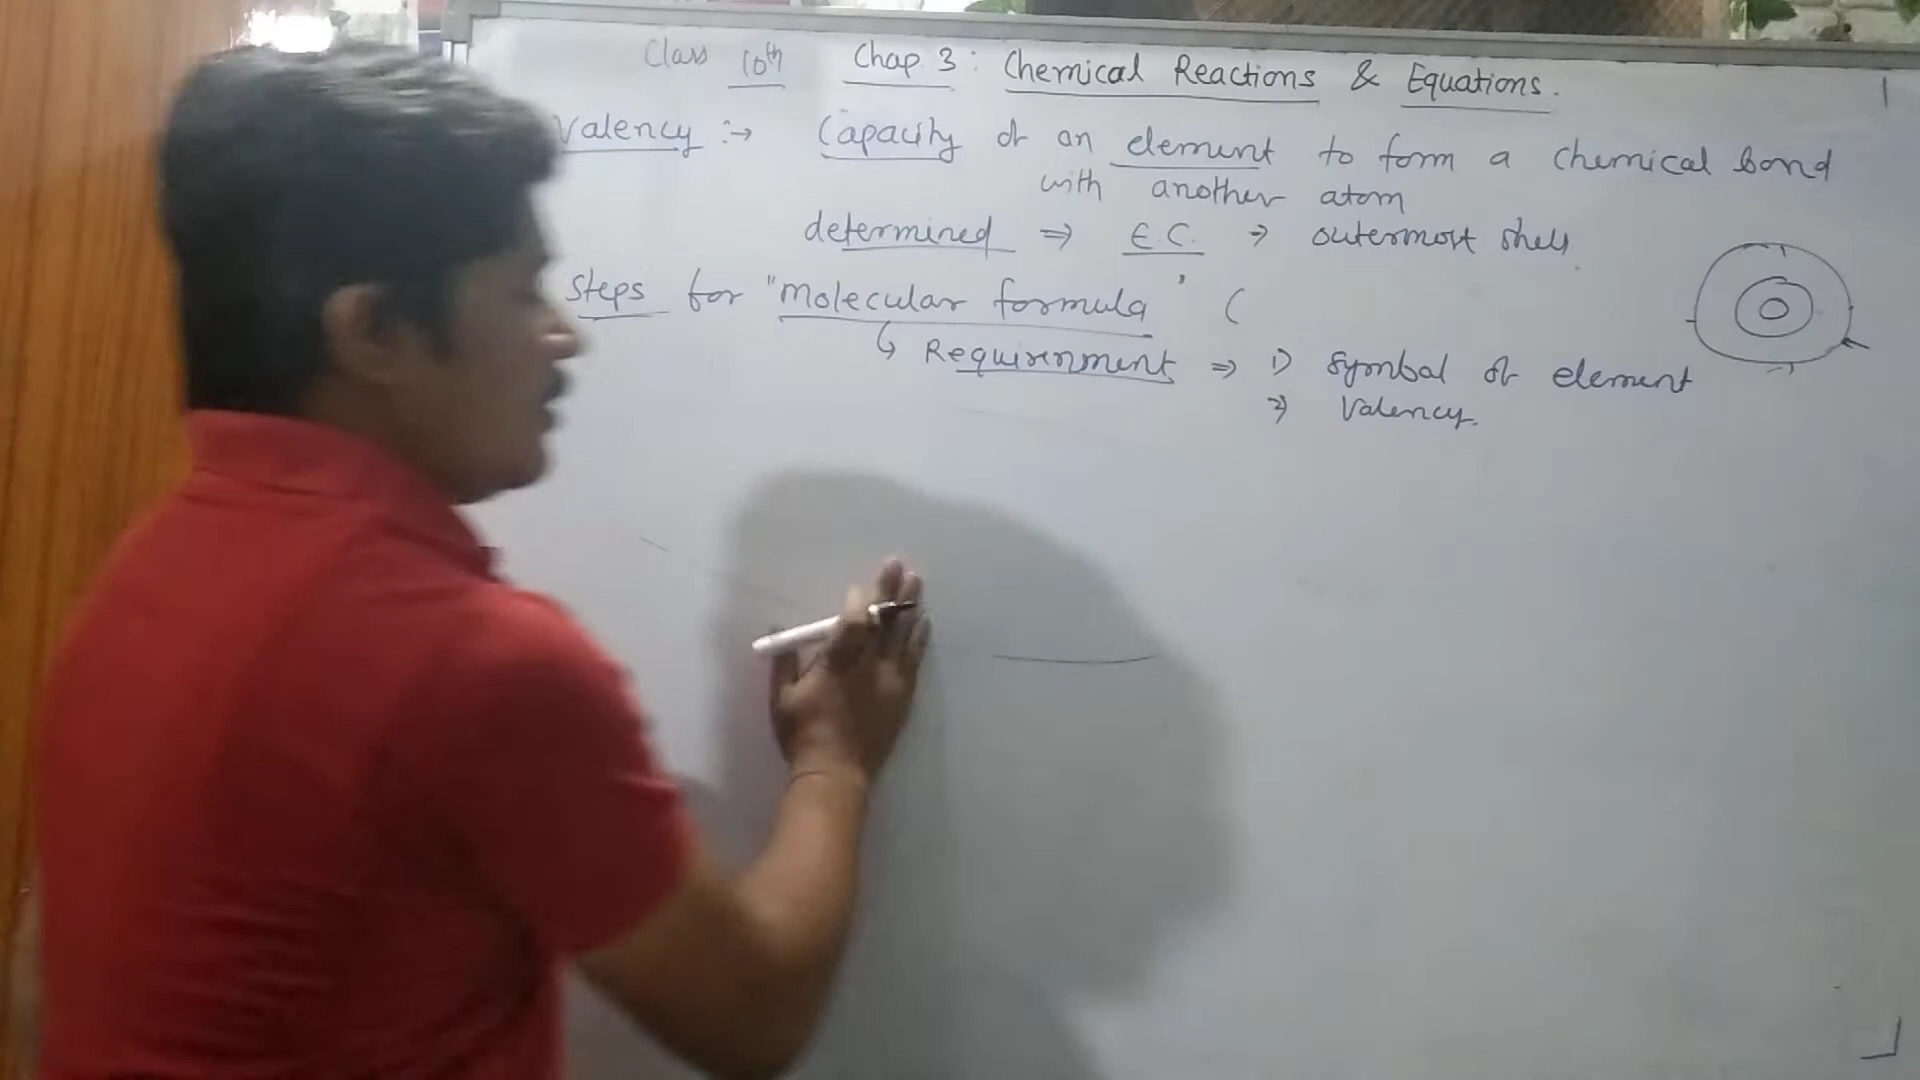 Class 10th Chap 3: Chemical Reactions & Equations.
Valency :→ Capacity of an element to form a chemical bond
with another atom
determined ⇒ E.C. → outermost shell.
Steps for "Molecular formula" (
↳ Requirenment ⇒ 1) Symbol of element
2) Valency.